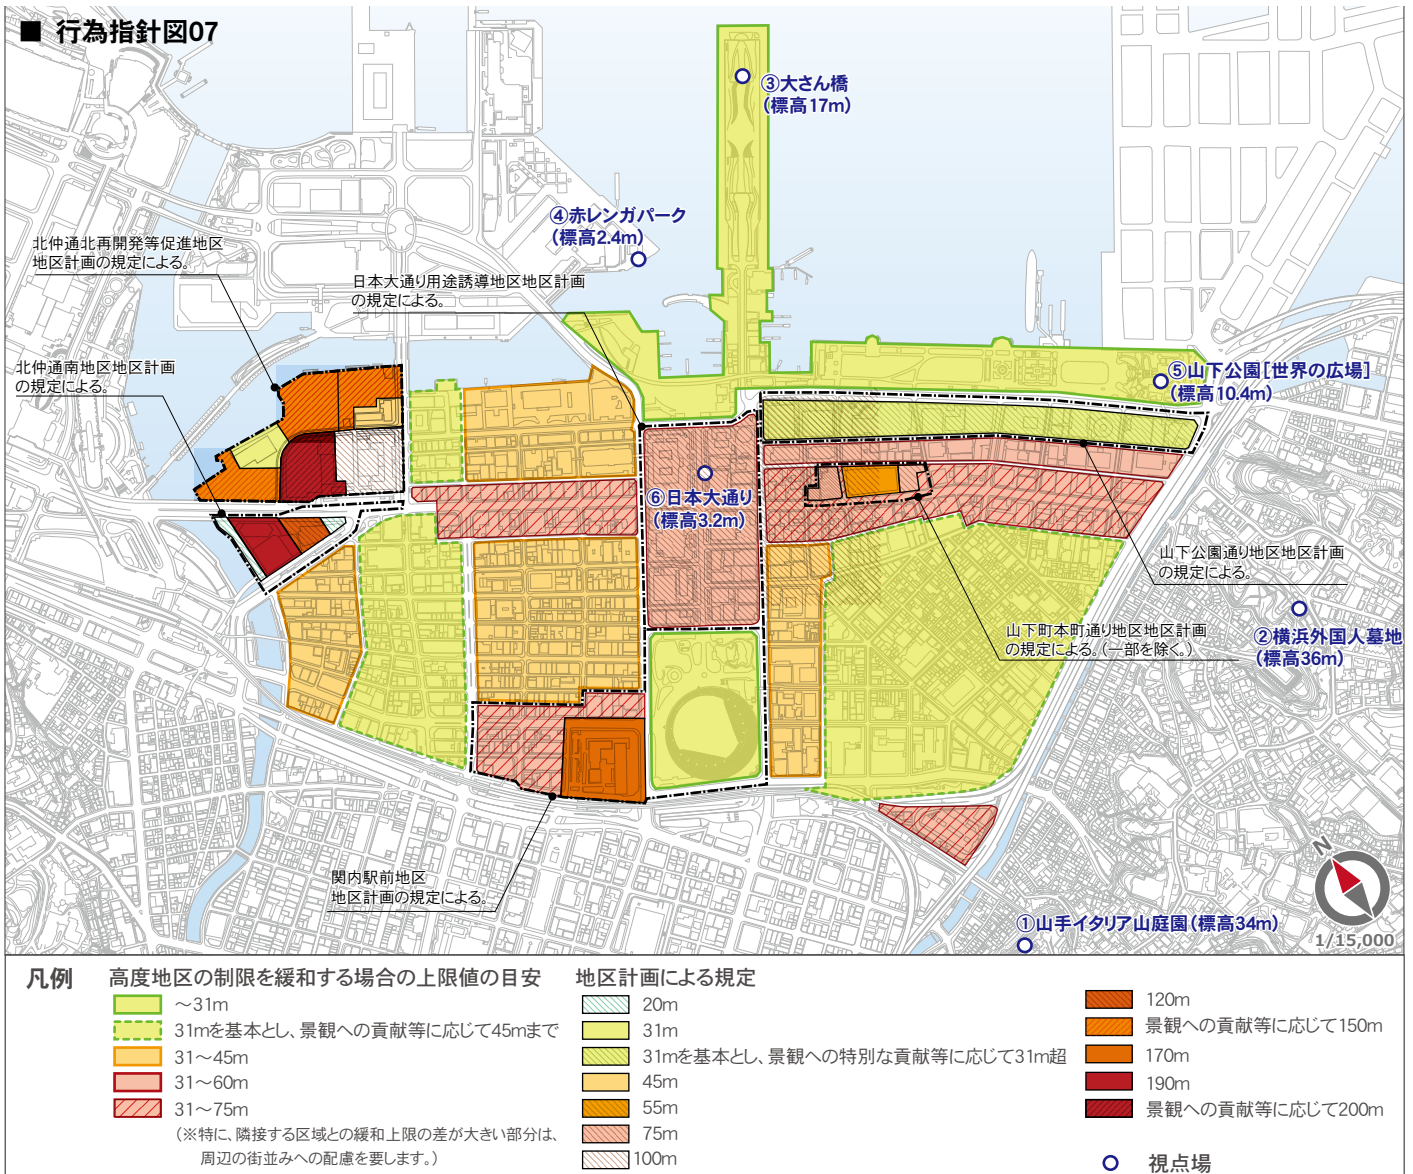 ■ 行為指針図07
③大さん橋
(標高17m)
④赤レンガパーク
(標高2.4m)
北仲通北再開発等促進地区
地区計画の規定による。
日本大通り用途誘導地区地区計画
の規定による。
北仲通南地区地区計画
の規定による。
⑤山下公園[世界の広場]
(標高10.4m)
⑥日本大通り
(標高3.2m)
山下公園通り地区地区計画
の規定による。
山下町本町通り地区地区計画
の規定による。(一部を除く。)
②横浜外国人墓地
(標高36m)
関内駅前地区
地区計画の規定による。
①山手イタリア山庭園(標高34m)
N
1/15,000
凡例
高度地区の制限を緩和する場合の上限値の目安
～31m
31mを基本とし、景観への貢献等に応じて45mまで
31～45m
31～60m
31～75m
(※特に、隣接する区域との緩和上限の差が大きい部分は、
周辺の街並みへの配慮を要します。)
地区計画による規定
20m
31m
31mを基本とし、景観への特別な貢献等に応じて31m超
45m
55m
75m
100m
120m
景観への貢献等に応じて150m
170m
190m
景観への貢献等に応じて200m
視点場